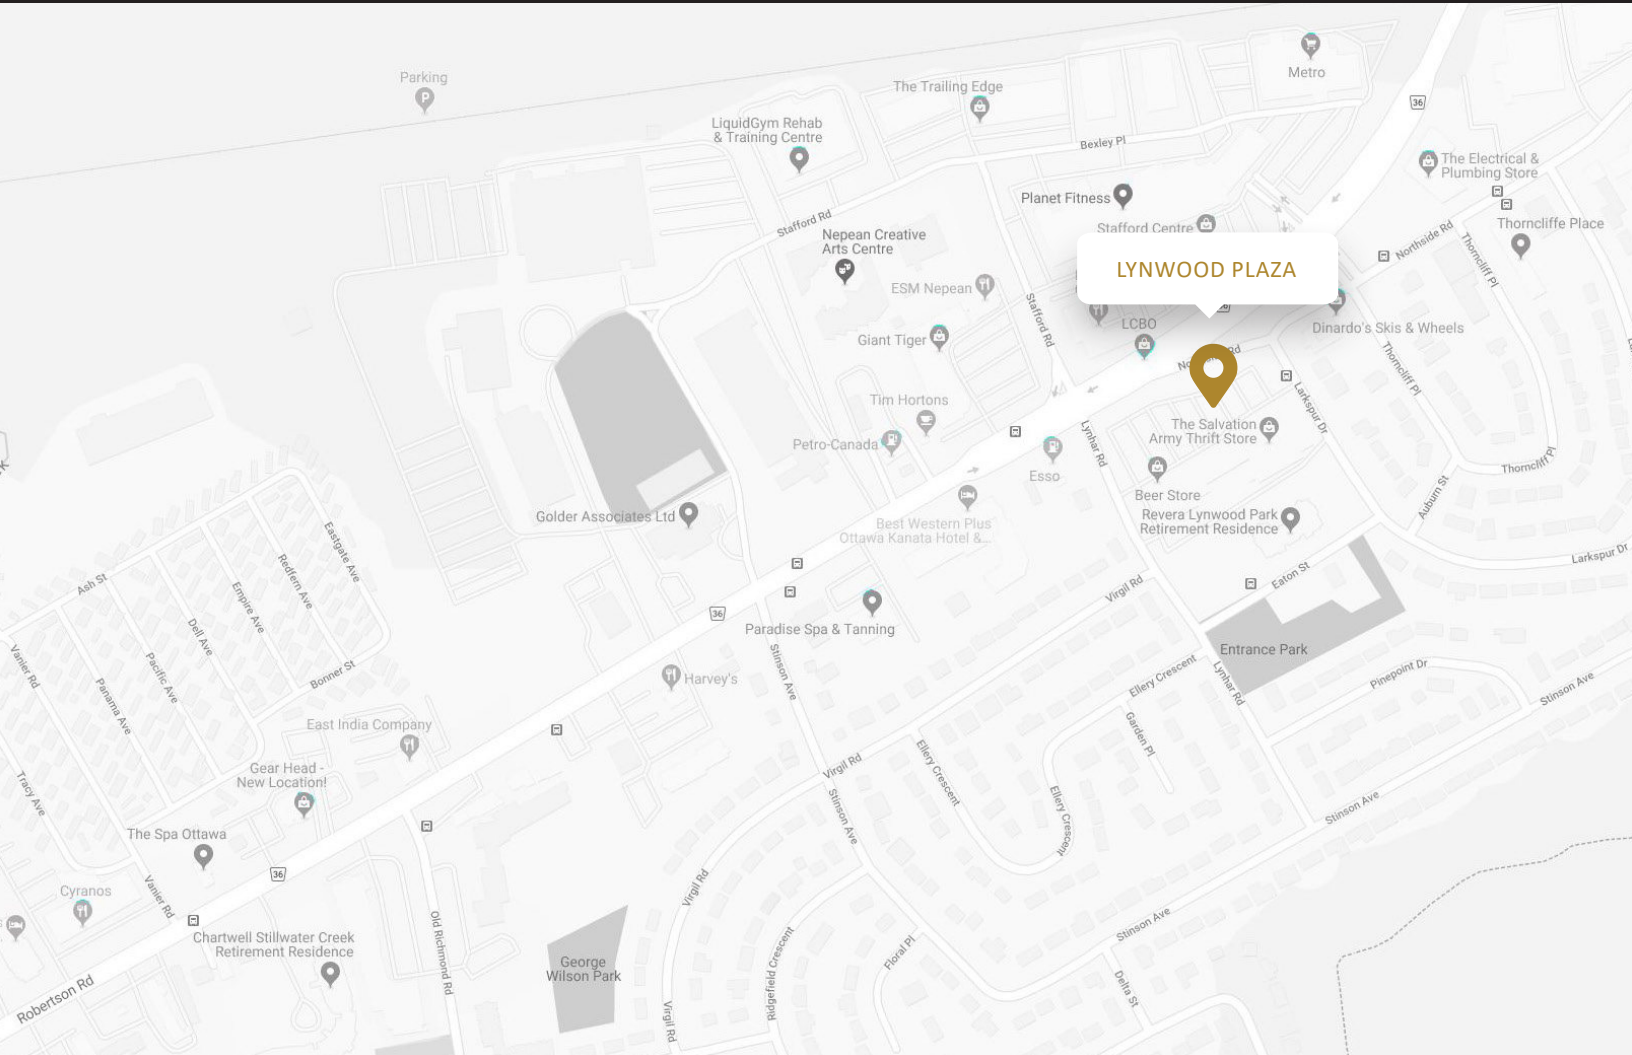 Metro
Parking
The Trailing Edge
36
LiquidGym Rehab
& Training Centre
Bexley Pl
The Electrical &
Plumbing Store
Planet Fitness
Stafford Rd
Stafford Centre
Thorncliffe Place
Northside Rd
Nepean Creative
Arts Centre
Thorncliff Pl
LYNWOOD PLAZA
ESM Nepean
Stafford Rd
LCBO
Dinardo's Skis & Wheels
Giant Tiger
Thorncliff Pl
Tim Hortons
Larkspur Dr
The Salvation
Army Thrift Store
Petro-Canada
Lynhar Rd
Esso
Thorncliff Pl
Beer Store
Auburn St
Revera Lynwood Park
Retirement Residence
Golder Associates Ltd
Best Western Plus
Ottawa Kanata Hotel &...
Eastgate Ave
Larkspur Dr
Redfern Ave
Eaton St
Ash St
Virgil Rd
Empire Ave
36
Paradise Spa & Tanning
Dell Ave
Entrance Park
Vanier Rd
Pacific Ave
Bonner St
Stinson Ave
Harvey's
Ellery Crescent
Lynhar Rd
Pinepoint Dr
Stinson Ave
Panama Ave
East India Company
Garden Pl
Gear Head -
New Location!
Virgil Rd
Ellery Crescent
Tracy Ave
Stinson Ave
Ellery Crescent
Stinson Ave
The Spa Ottawa
36
Virgil Rd
Cyranos
Vanier Rd
Stinson Ave
Chartwell Stillwater Creek
Retirement Residence
Old Richmond Rd
George
Wilson Park
Ridgefield Crescent
Floral Pl
Delta St
Robertson Rd
Virgil Rd